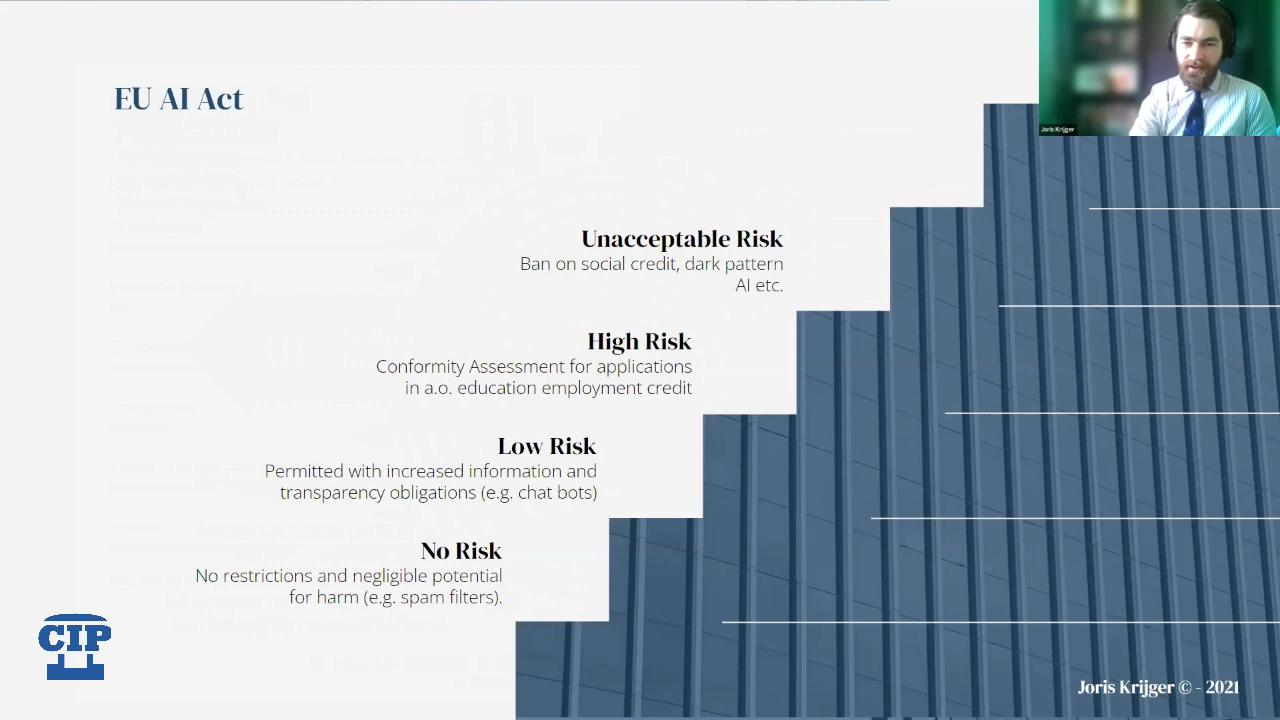 Joris Krijger
EU AI Act
Unacceptable Risk
Ban on social credit, dark pattern
AI etc.
High Risk
Conformity Assessment for applications
in a.o. education employment credit
Low Risk
Permitted with increased information and
transparency obligations (e.g. chat bots)
No Risk
No restrictions and negligible potential
for harm (e.g. spam filters).
CIP
Joris Krijger © - 2021